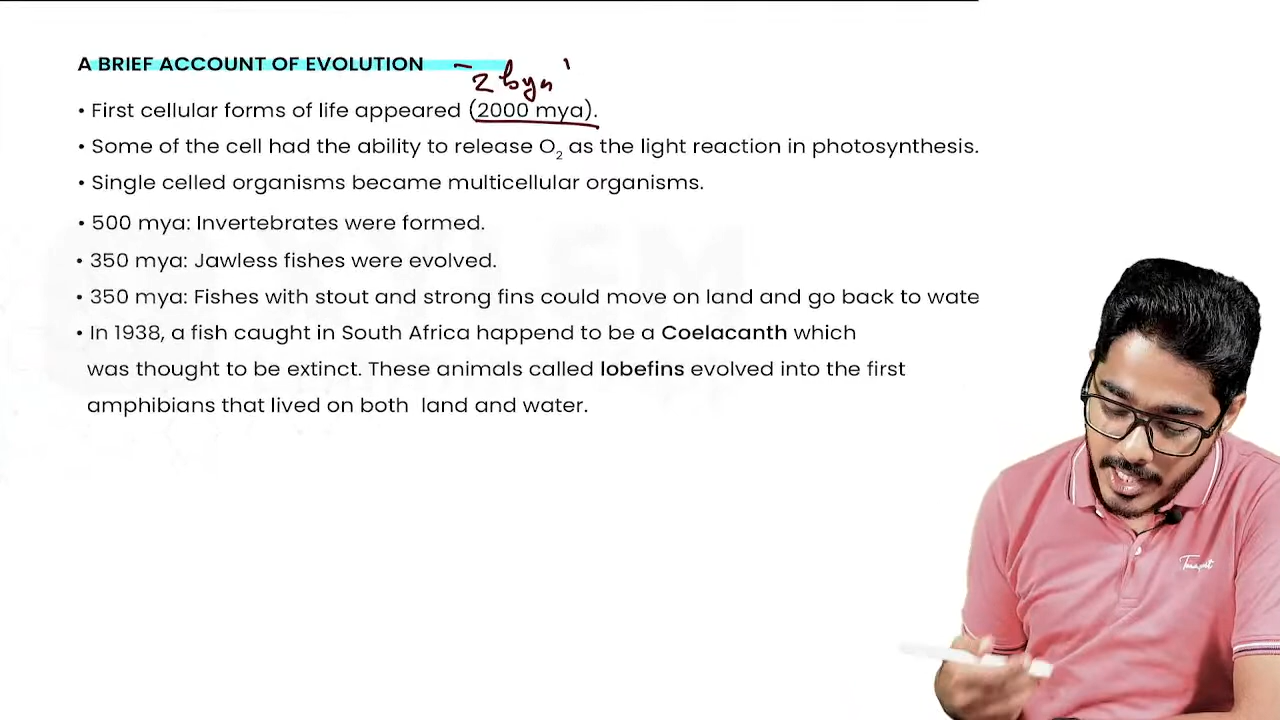 A BRIEF ACCOUNT OF EVOLUTION
2 bya
• First cellular forms of life appeared (2000 mya).
• Some of the cell had the ability to release O₂ as the light reaction in photosynthesis.
• Single celled organisms became multicellular organisms.
• 500 mya: Invertebrates were formed.
• 350 mya: Jawless fishes were evolved.
• 350 mya: Fishes with stout and strong fins could move on land and go back to wate
• In 1938, a fish caught in South Africa happend to be a Coelacanth which
was thought to be extinct. These animals called lobefins evolved into the first
amphibians that lived on both land and water.